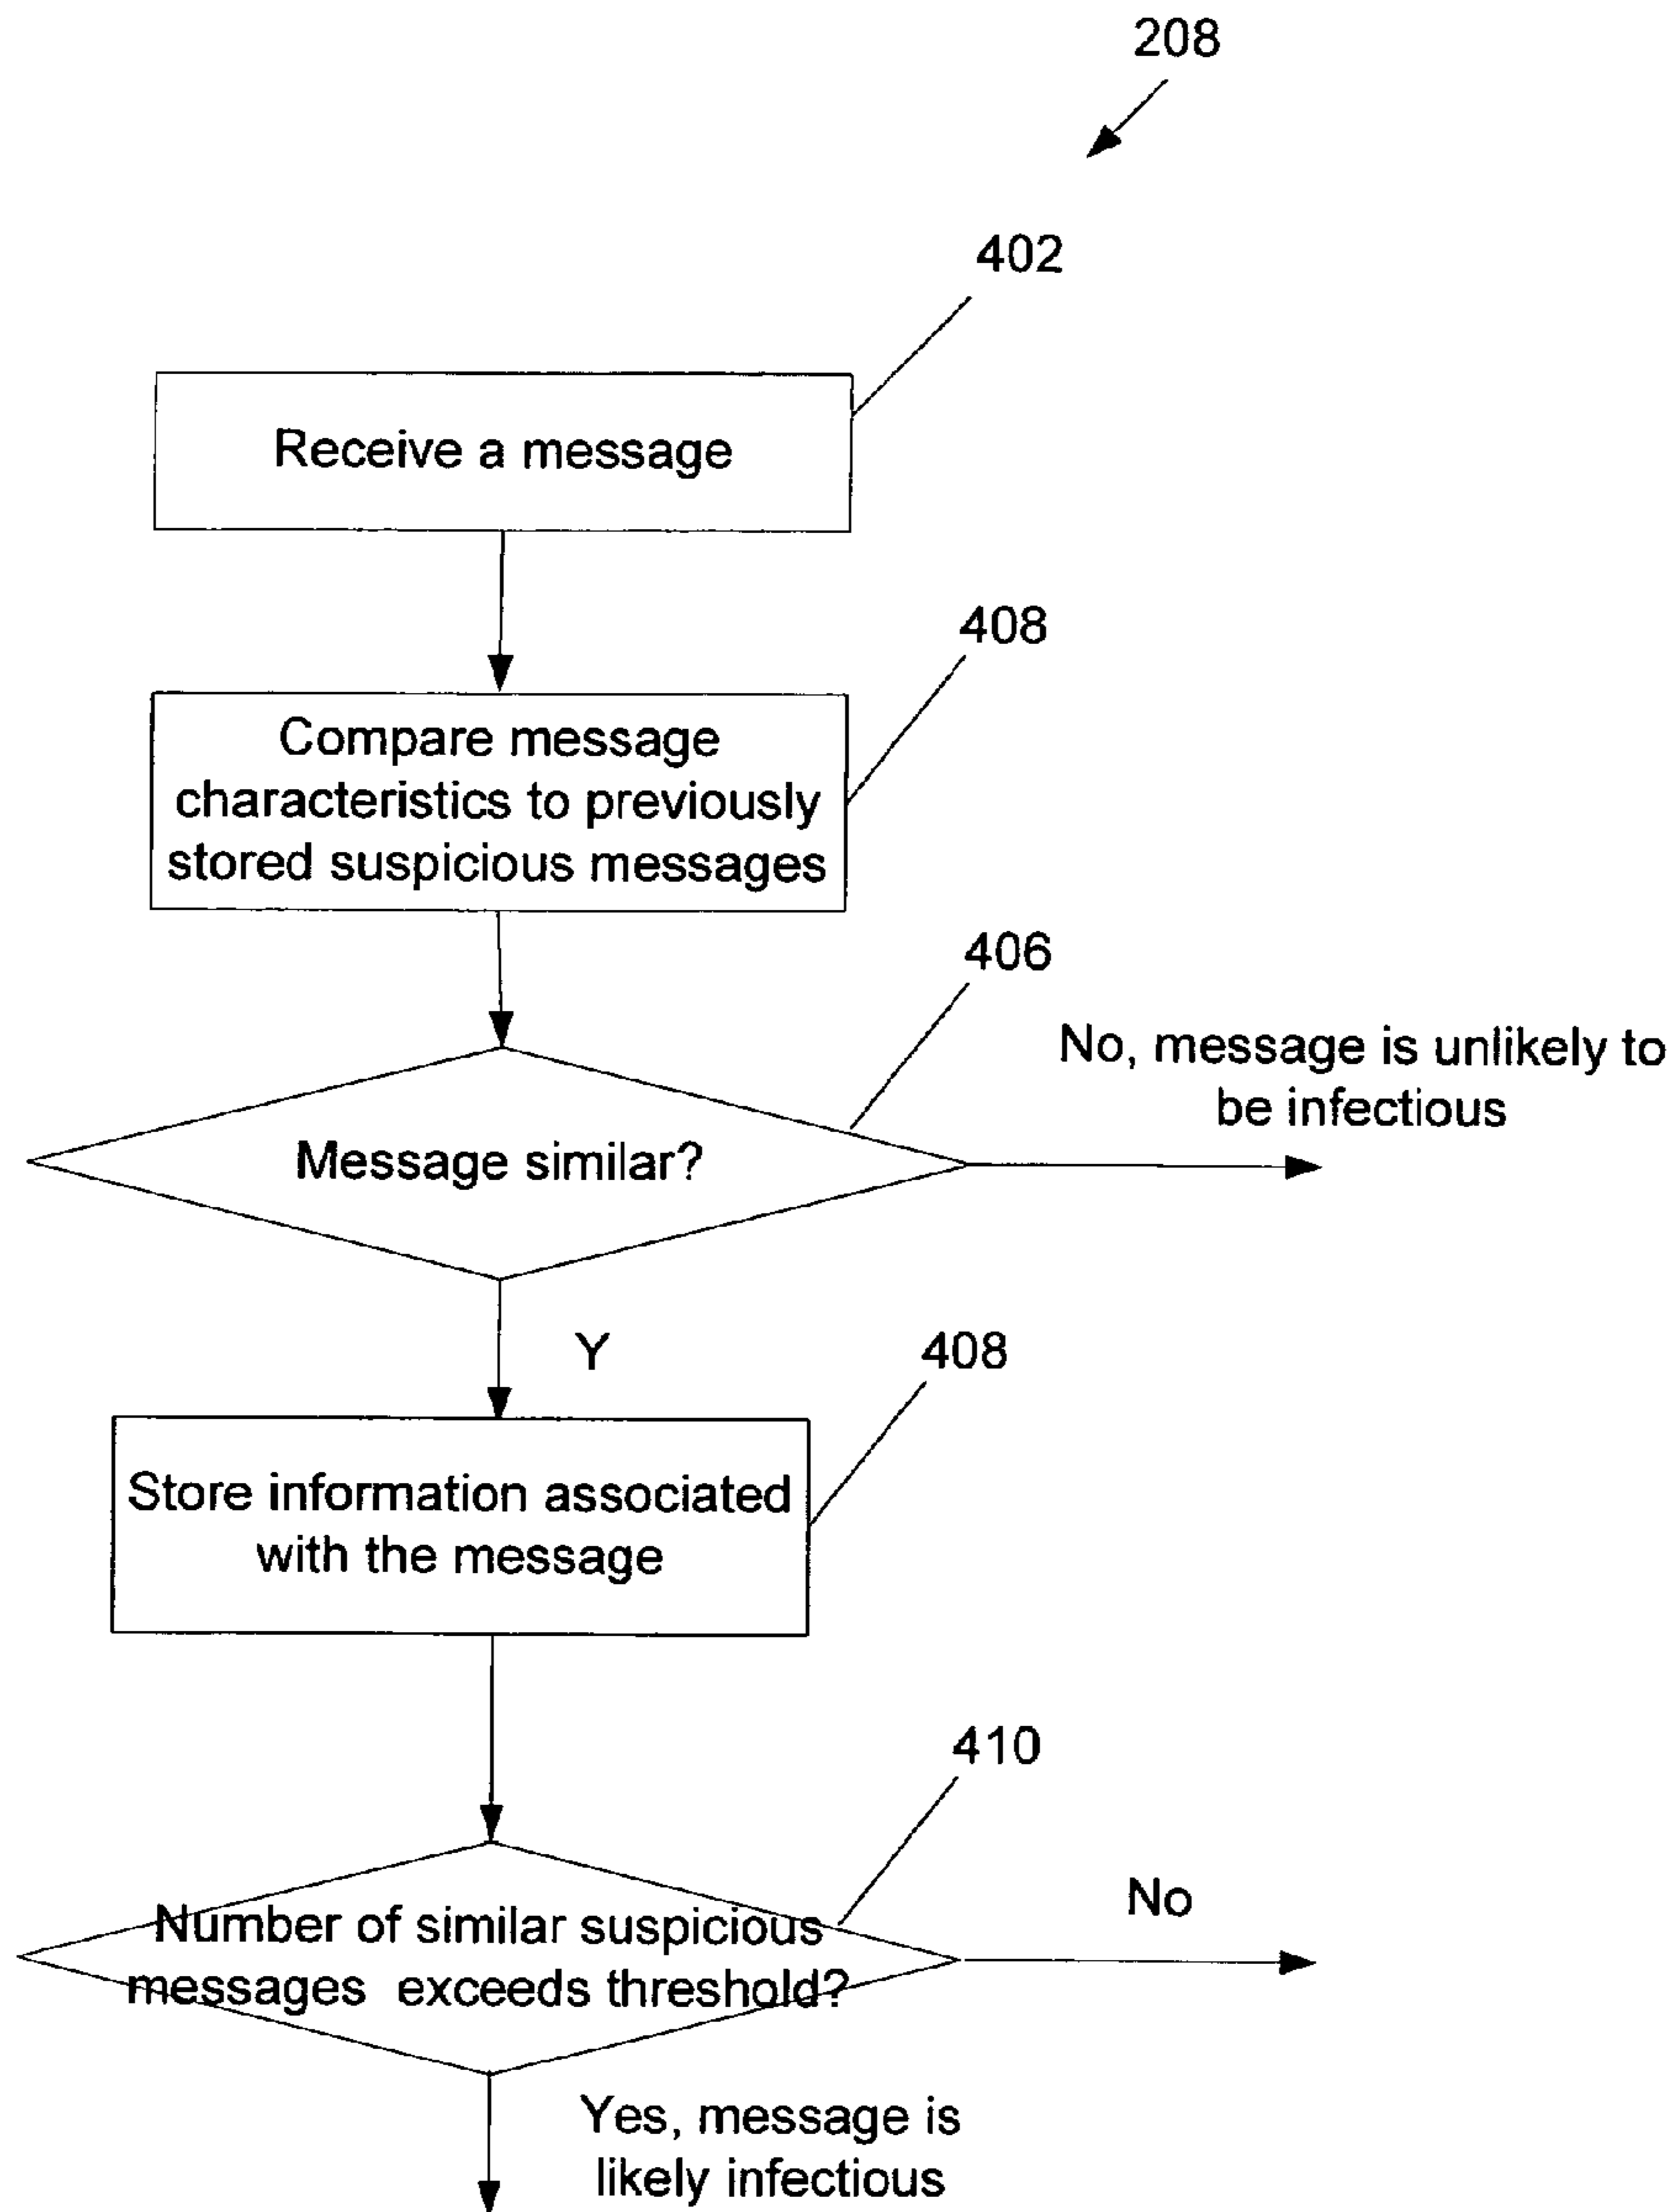 208
402
Receive a message
408
Compare message
characteristics to previously
stored suspicious messages
406
No, message is unlikely to
be infectious
Message similar?
Y
408
Store information associated
with the message
410
No
Number of similar suspicious
messages exceeds threshold?
Yes, message is
likely infectious